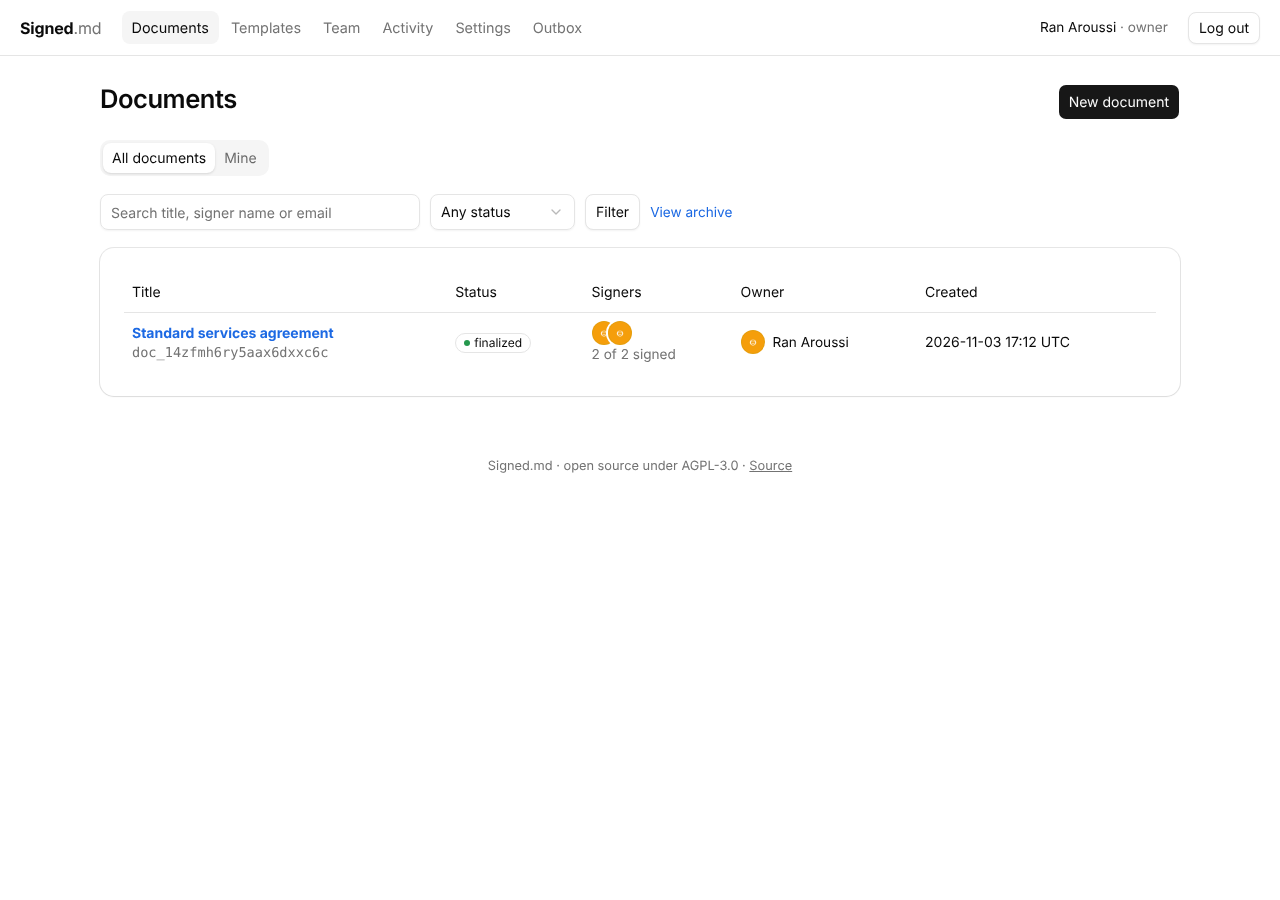 Signed.md Documents Templates Team Activity Settings Outbox Ran Aroussi · owner Log out
Documents New document
All documents Mine
Search title, signer name or email Any status Filter View archive
Title Status Signers Owner Created
Standard services agreement
doc_14zfmh6ry5aax6dxxc6c
finalized
2 of 2 signed
Ran Aroussi
2026-11-03 17:12 UTC
Signed.md · open source under AGPL-3.0 · Source